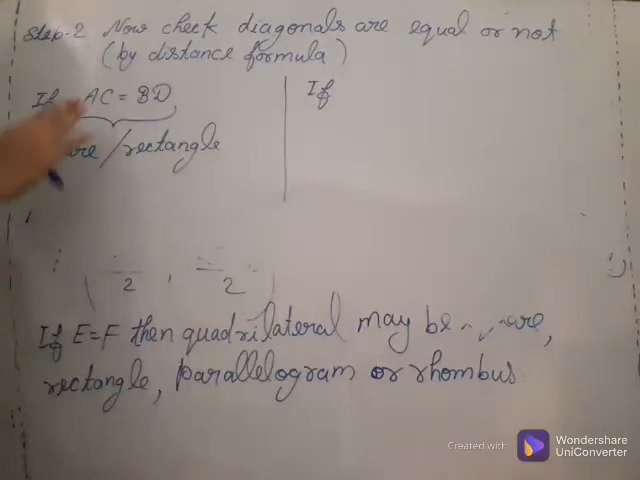 Step-2 Now check diagonals are equal or not
(by distance formula)
If AC = BD
/rectangle
If
2 , 2
If E=F then quadrilateral may be
rectangle, parallelogram or rhombus
Created with Wondershare
UniConverter